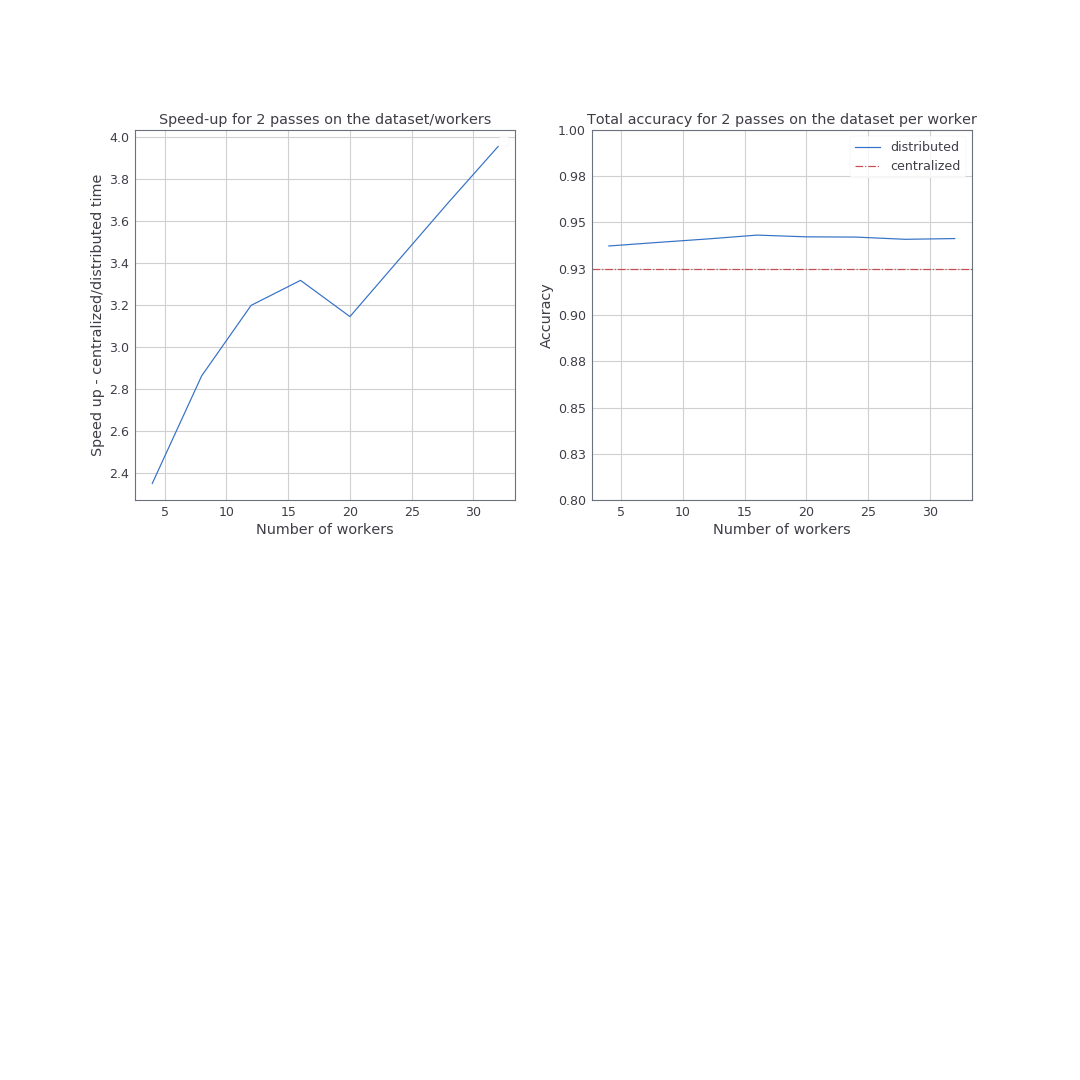 Speed-up for 2 passes on the dataset/workers
4.0
3.8
3.6
3.4
3.2
3.0
2.8
2.6
2.4
Speed up - centralized/distributed time
5 10 15 20 25 30
Number of workers
Total accuracy for 2 passes on the dataset per worker
1.00
0.98
0.95
0.93
0.90
0.88
0.85
0.83
0.80
Accuracy
distributed
centralized
5 10 15 20 25 30
Number of workers